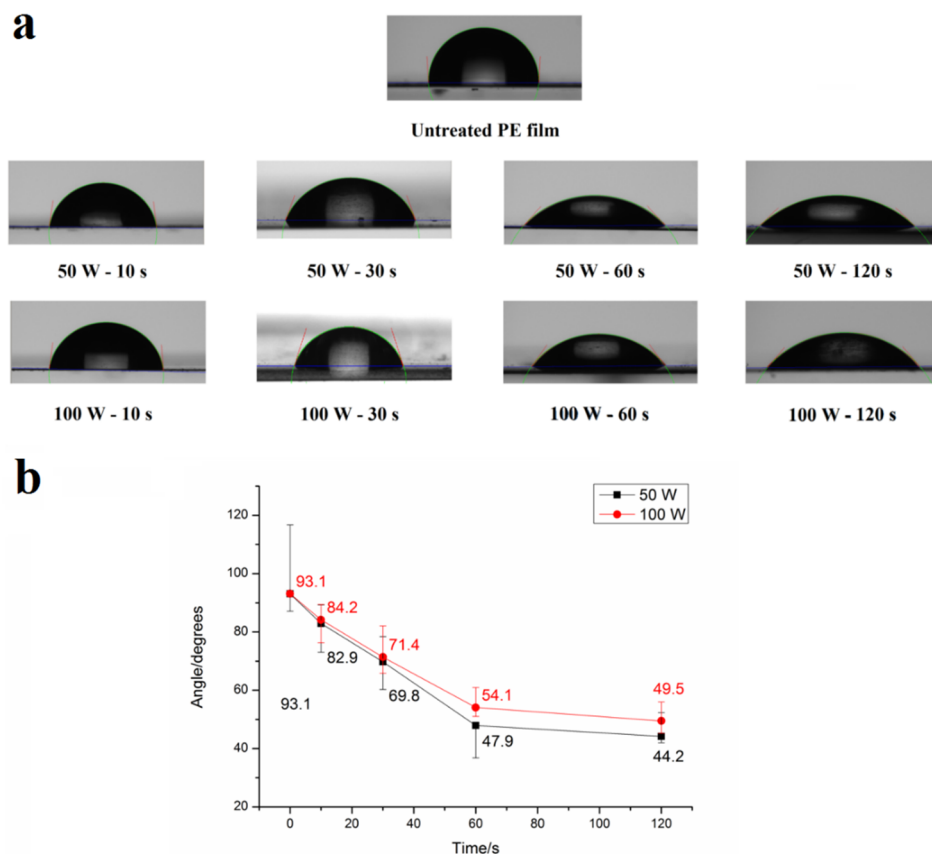 a
Untreated PE film
50 W - 10 s
50 W - 30 s
50 W - 60 s
50 W - 120 s
100 W - 10 s
100 W - 30 s
100 W - 60 s
100 W - 120 s
b
50 W
100 W
120
100
80
60
40
20
Angle/degrees
93.1
84.2
82.9
71.4
69.8
93.1
54.1
47.9
49.5
44.2
0
20
40
60
80
100
120
Time/s